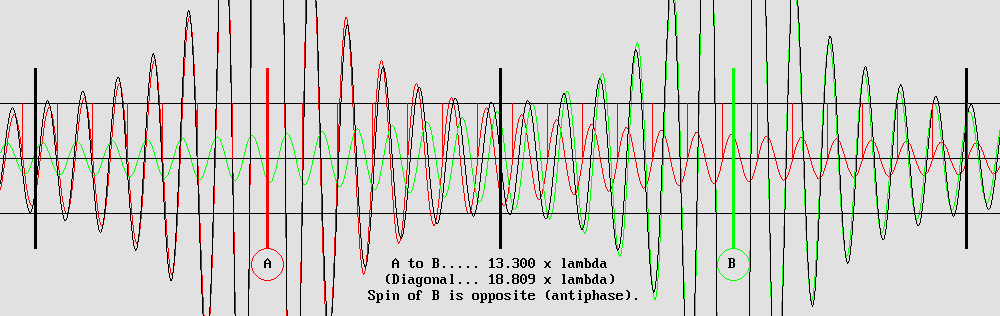 A
B
A to B..... 13.300 x lambda
(Diagonal... 18.809 x lambda)
Spin of B is opposite (antiphase).